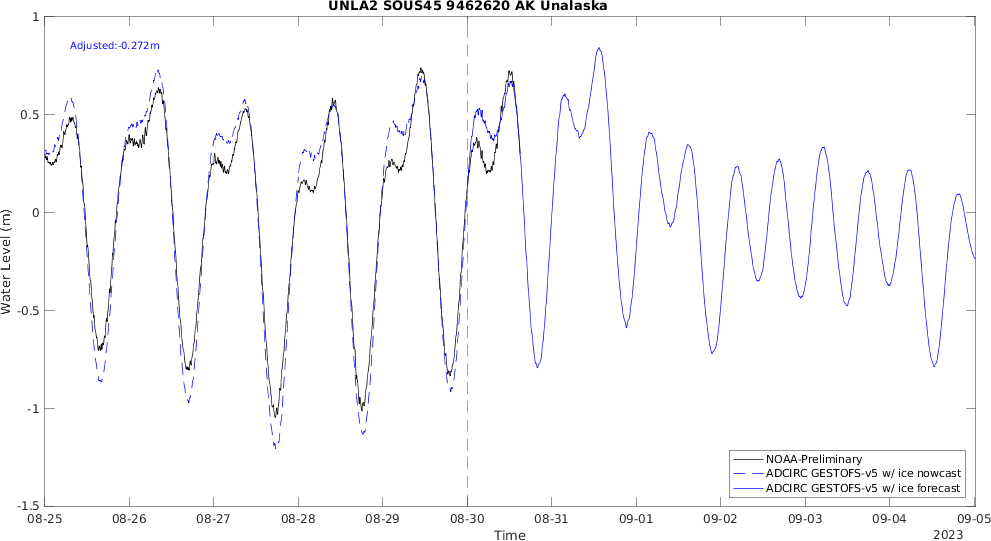 UNLA2 SOUS45 9462620 AK Unalaska
Adjusted:-0.272m
1
0.5
0
-0.5
-1
-1.5
Water Level (m)
08-25 08-26 08-27 08-28 08-29 08-30 08-31 09-01 09-02 09-03 09-04 09-05
Time
2023
NOAA-Preliminary
ADCIRC GESTOFS-v5 w/ ice nowcast
ADCIRC GESTOFS-v5 w/ ice forecast